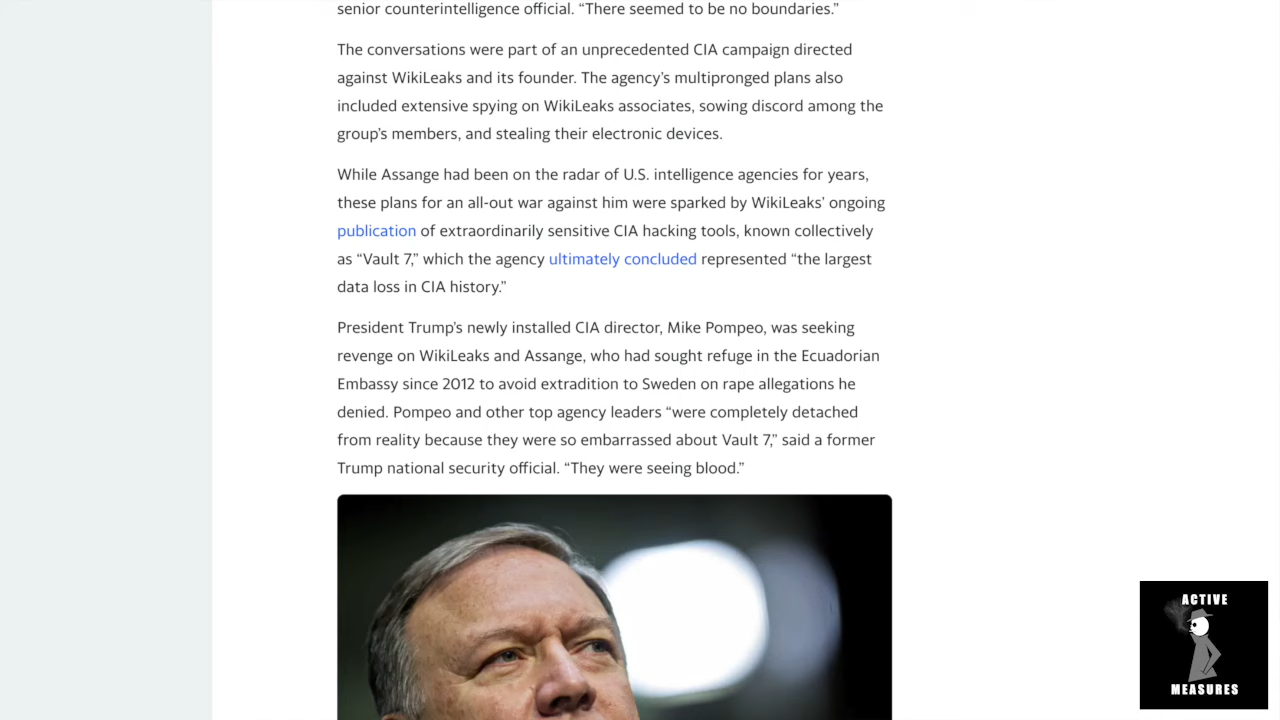 senior counterintelligence official. “There seemed to be no boundaries.”
The conversations were part of an unprecedented CIA campaign directed
against WikiLeaks and its founder. The agency’s multipronged plans also
included extensive spying on WikiLeaks associates, sowing discord among the
group’s members, and stealing their electronic devices.
While Assange had been on the radar of U.S. intelligence agencies for years,
these plans for an all-out war against him were sparked by WikiLeaks’ ongoing
publication of extraordinarily sensitive CIA hacking tools, known collectively
as “Vault 7,” which the agency ultimately concluded represented “the largest
data loss in CIA history.”
President Trump’s newly installed CIA director, Mike Pompeo, was seeking
revenge on WikiLeaks and Assange, who had sought refuge in the Ecuadorian
Embassy since 2012 to avoid extradition to Sweden on rape allegations he
denied. Pompeo and other top agency leaders “were completely detached
from reality because they were so embarrassed about Vault 7,” said a former
Trump national security official. “They were seeing blood.”
ACTIVE
MEASURES